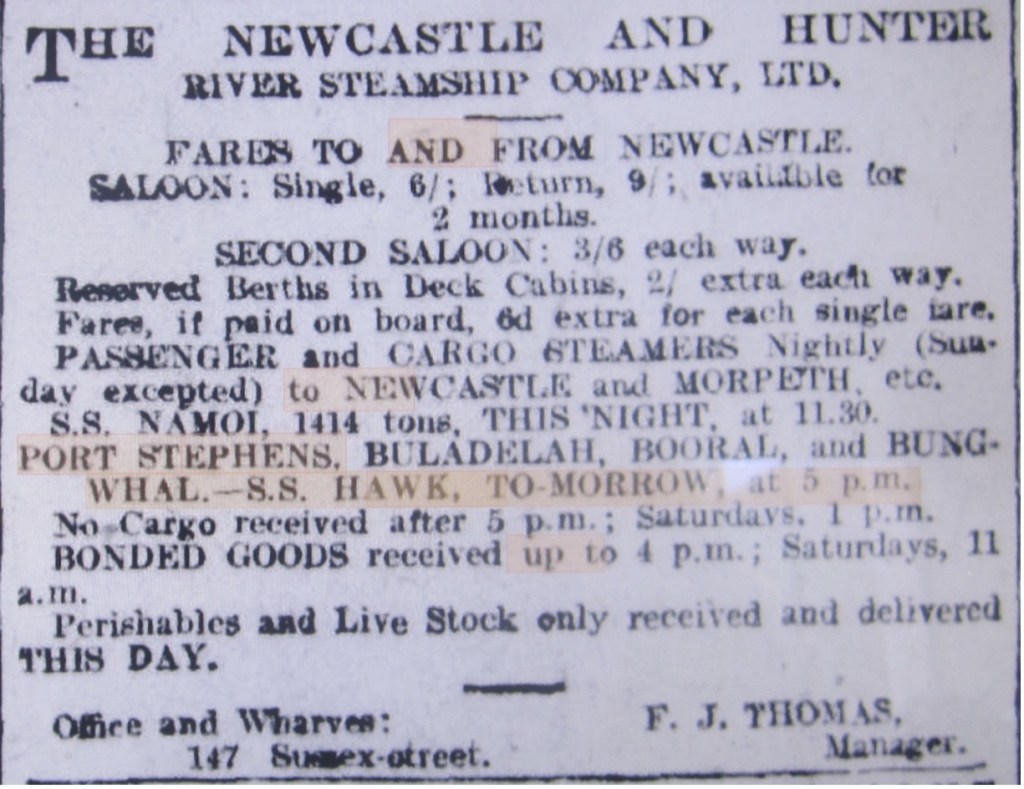 THE NEWCASTLE AND HUNTER
RIVER STEAMSHIP COMPANY, LTD.
FARES TO AND FROM NEWCASTLE.
SALOON: Single, 6/; Return, 9/; available for
2 months.
SECOND SALOON: 3/6 each way.
Reserved Berths in Deck Cabins, 2/ extra each way.
Fares, if paid on board, 6d extra for each single fare.
PASSENGER and CARGO STEAMERS Nightly (Sun-
day excepted) to NEWCASTLE and MORPETH, etc.
S.S. NAMOI, 1414 tons, THIS NIGHT, at 11.30.
PORT STEPHENS, BULADELAH, BOORAL, and BUNG-
WHAL.—S.S. HAWK, TO-MORROW, at 5 p.m.
No Cargo received after 5 p.m.; Saturdays, 1 p.m.
BONDED GOODS received up to 4 p.m.; Saturdays, 11
a.m.
Perishables and Live Stock only received and delivered
THIS DAY.
Office and Wharves:
147 Sussex-street.
F. J. THOMAS,
Manager.